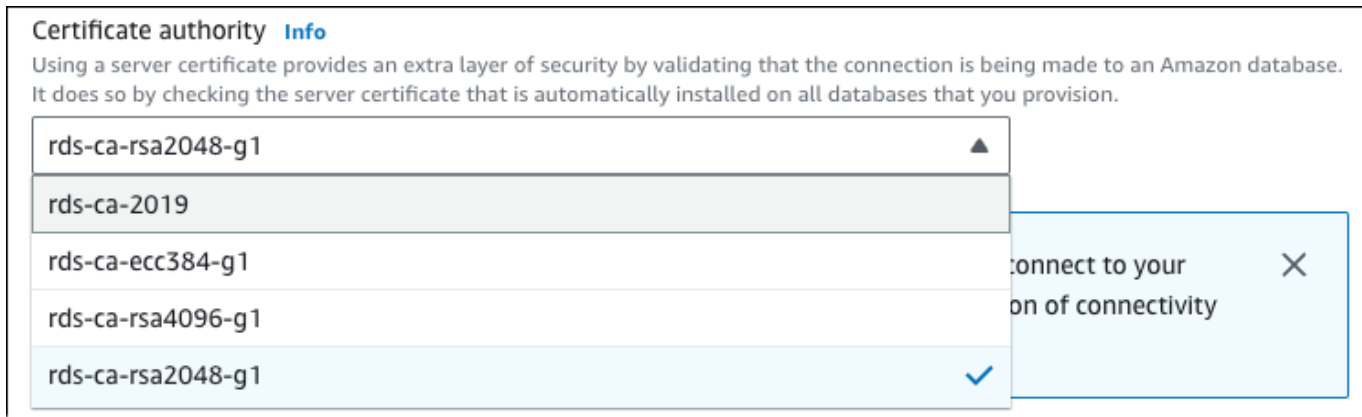 Certificate authority Info
Using a server certificate provides an extra layer of security by validating that the connection is being made to an Amazon database.
It does so by checking the server certificate that is automatically installed on all databases that you provision.
rds-ca-rsa2048-g1
rds-ca-2019
rds-ca-ecc384-g1
connect to your
rds-ca-rsa4096-g1
on of connectivity
rds-ca-rsa2048-g1